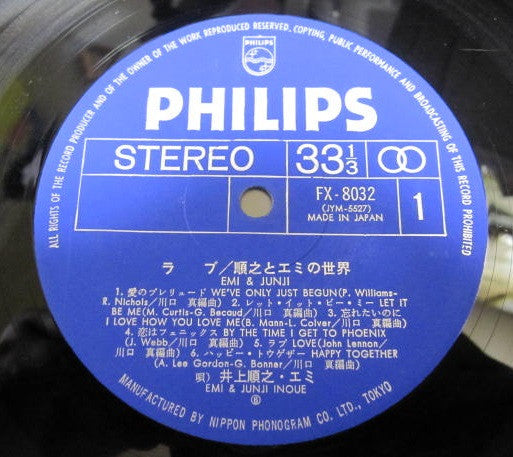 ALL RIGHTS OF THE RECORD PRODUCER AND OF THE OWNER OF THE WORK REPRODUCED RESERVED. COPYING, PUBLIC PERFORMANCE AND BROADCASTING OF THIS RECORD PROHIBITED
PHILIPS
PHILIPS
STEREO 33 1/3
FX-8032
(JYM-5527)
MADE IN JAPAN
1
ラ ブ/順之とエミの世界
EMI & JUNJI
1. 愛のプレリュード WE'VE ONLY JUST BEGUN(P. Williams-
R. Nichols/川口 真編曲) 2. レット・イット・ビー・ミー LET IT
BE ME(M. Curtis-G. Becaud/川口 真編曲) 3. 忘れたいのに
I LOVE HOW YOU LOVE ME(B. Mann-L. Colver/川口 真編曲)
4. 恋はフェニックス BY THE TIME I GET TO PHOENIX
(J. Webb/川口 真編曲) 5. ラブ LOVE(John Lennon/
川口 真編曲) 6. ハッピー・トウゲザー HAPPY TOGETHER
(A. Lee Gordon-G. Bonner/川口 真編曲)
唄) 井上順之・エミ
EMI & JUNJI INOUE
Ⓖ
MANUFACTURED BY NIPPON PHONOGRAM CO. LTD., TOKYO